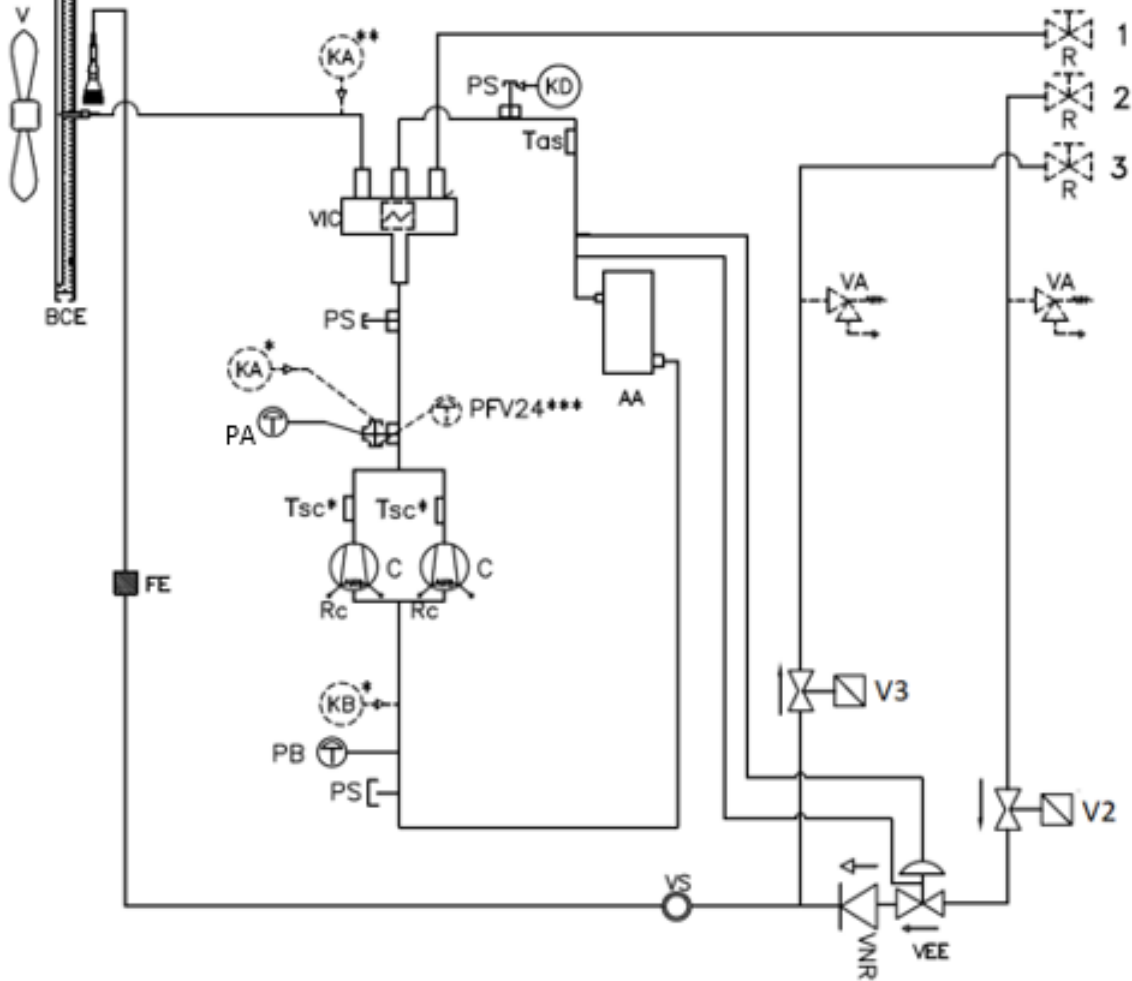 V
KA**
1
R
PS
KD
2
R
Tas
3
R
VIC
BCE
VA
VA
PS
KA*
AA
PFV24***
PA
Tsc*
Tsc*
C
C
FE
Rc
Rc
KB*
V3
PB
PS
V2
VS
VNR
VEE